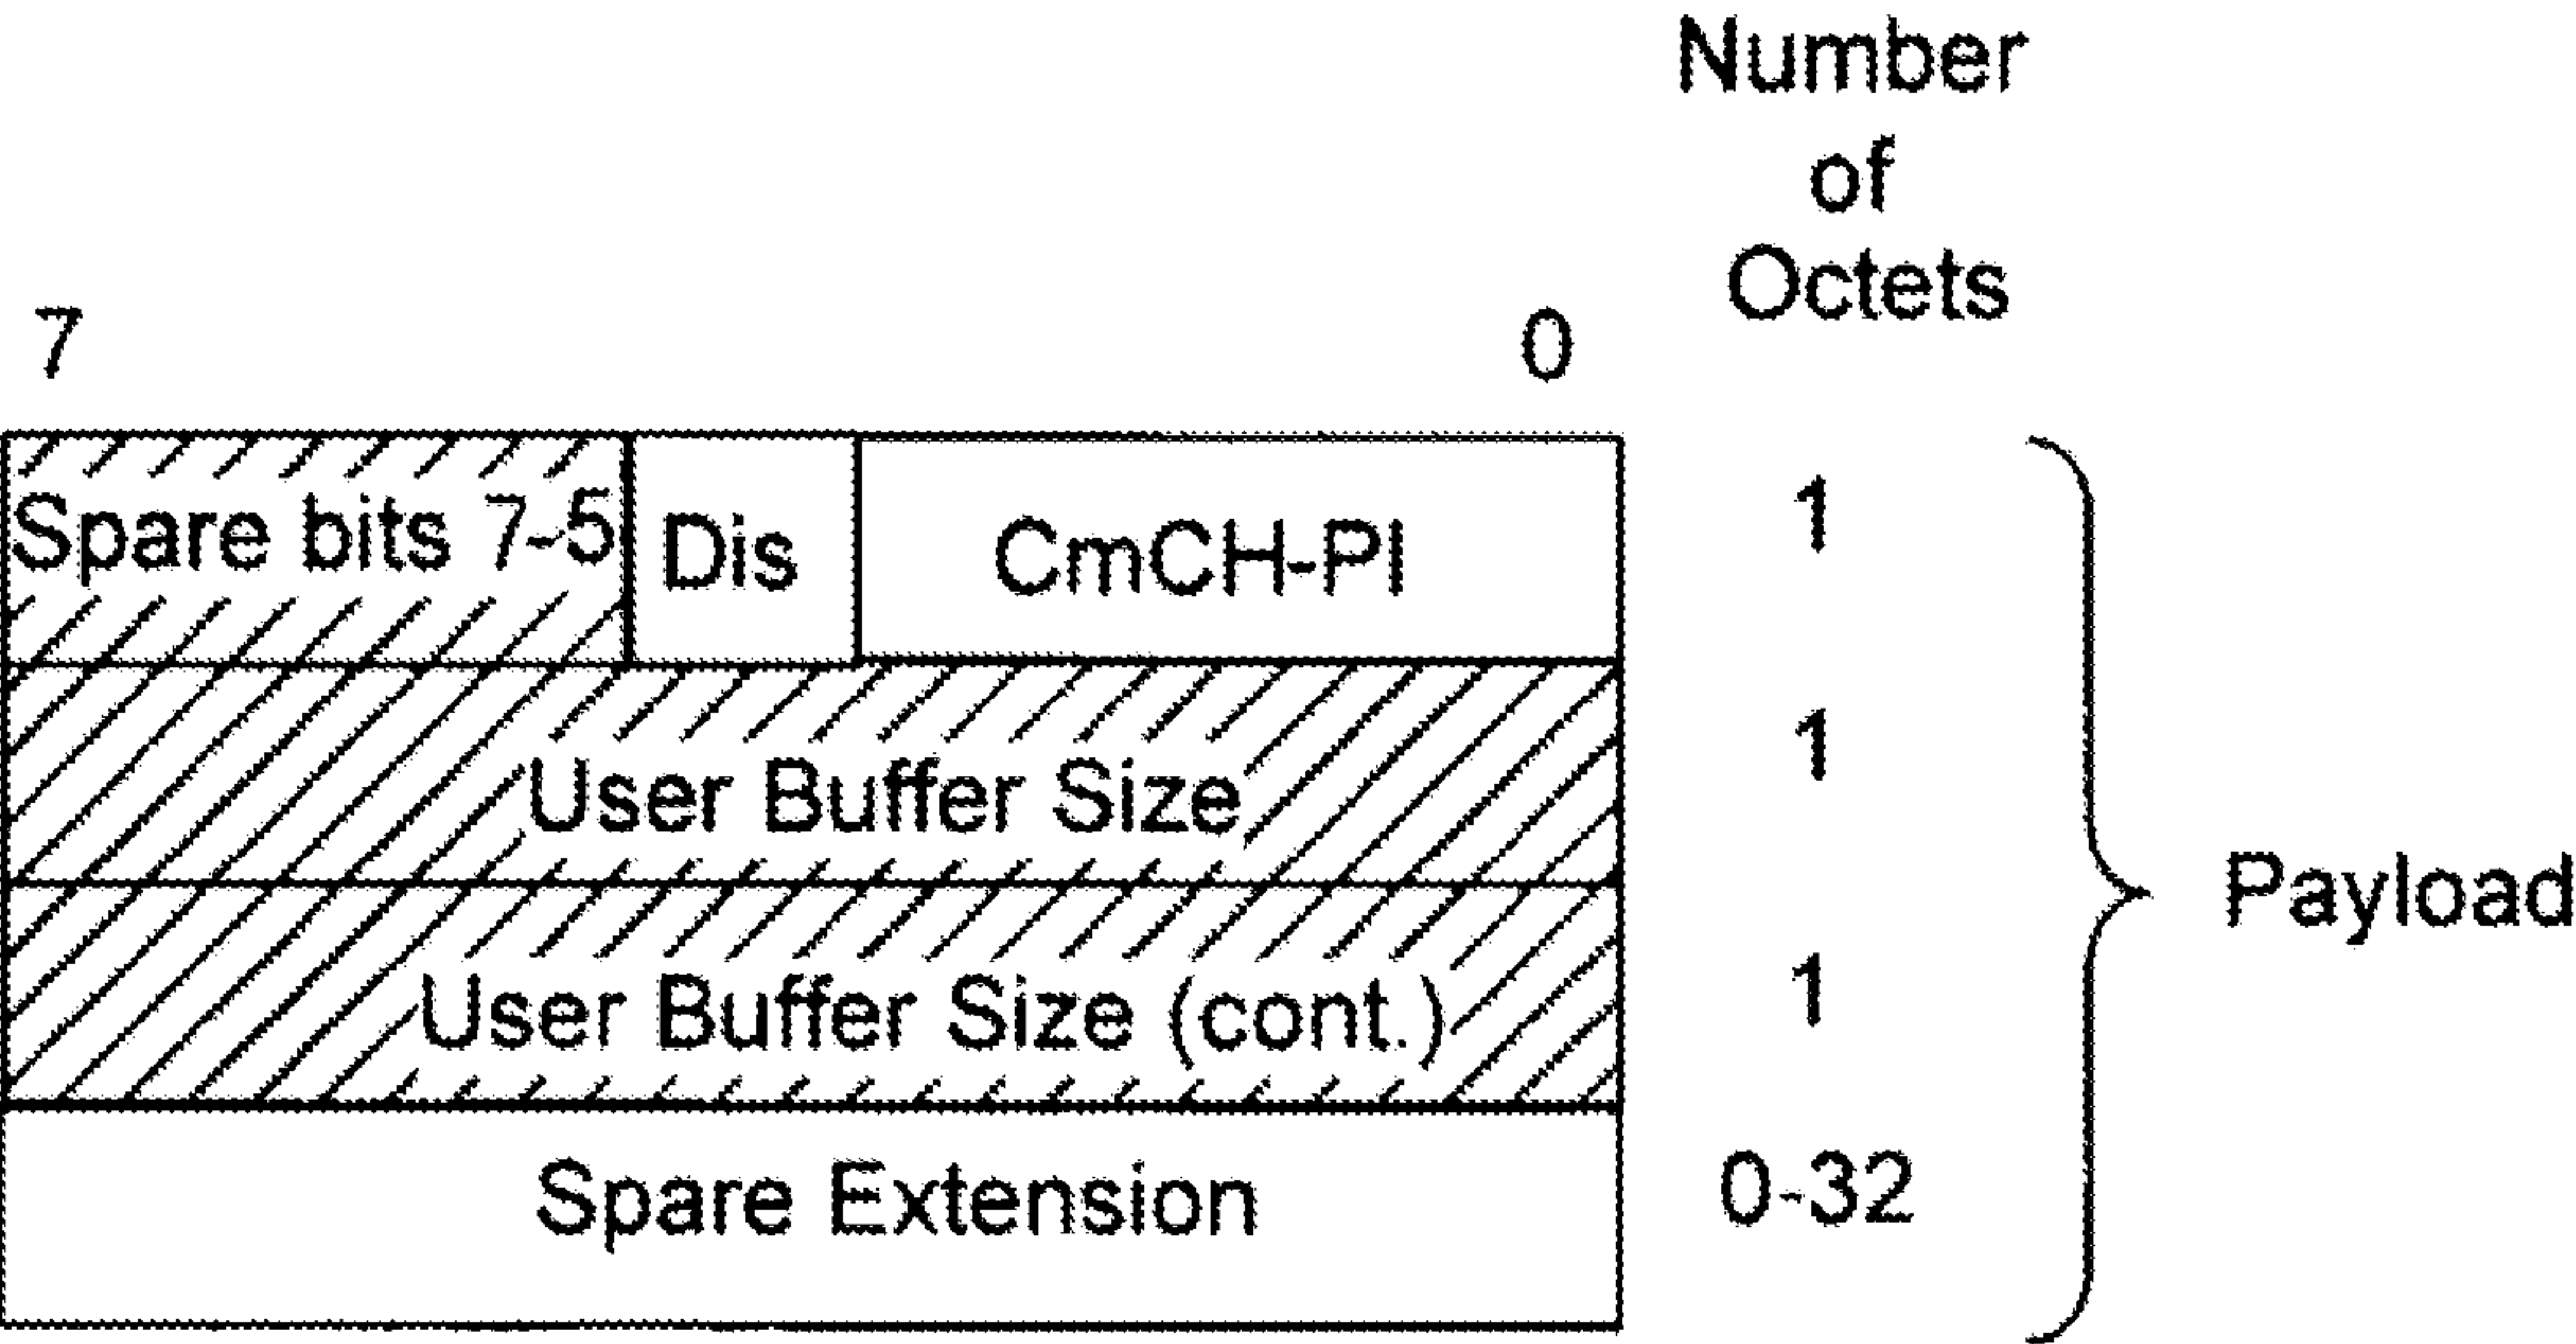 Number
of
Octets
7 0
Spare bits 7-5 Dis CmCH-PI 1
User Buffer Size 1
User Buffer Size (cont.) 1
Spare Extension 0-32
Payload